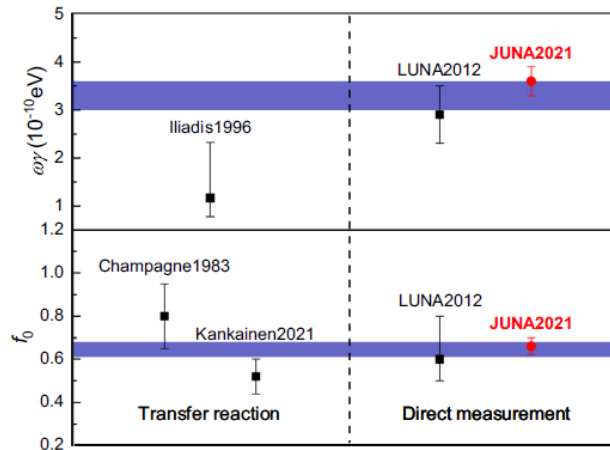 5
4
3
2
1
ωγ (10⁻¹⁰eV)
JUNA2021
LUNA2012
Iliadis1996
1.2
1.0
0.8
0.6
0.4
0.2
f₀
Champagne1983
LUNA2012
JUNA2021
Kankainen2021
Transfer reaction
Direct measurement